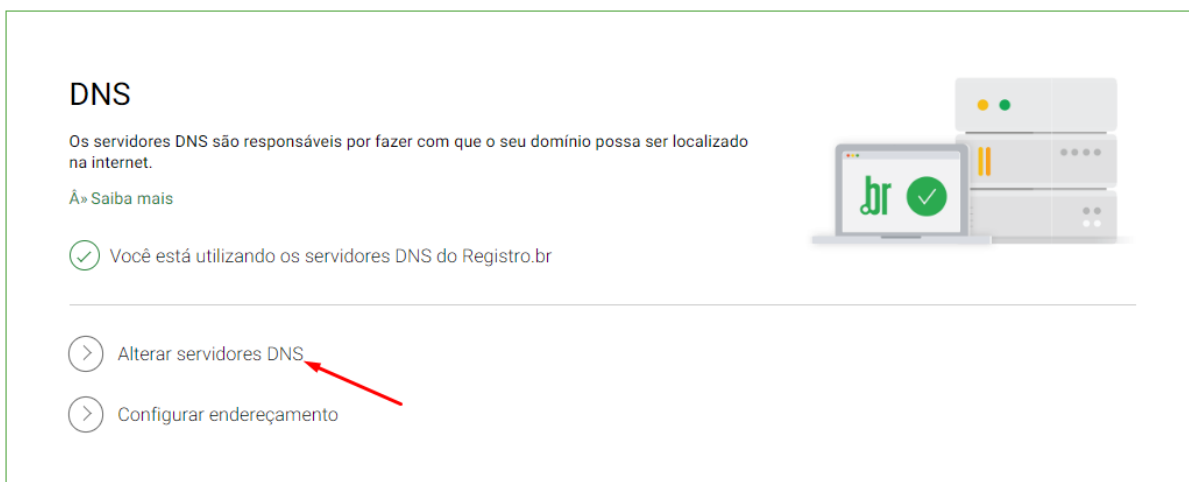 DNS
Os servidores DNS são responsáveis por fazer com que o seu domínio possa ser localizado
na internet.
Â» Saiba mais
.br
Você está utilizando os servidores DNS do Registro.br
Alterar servidores DNS
Configurar endereçamento